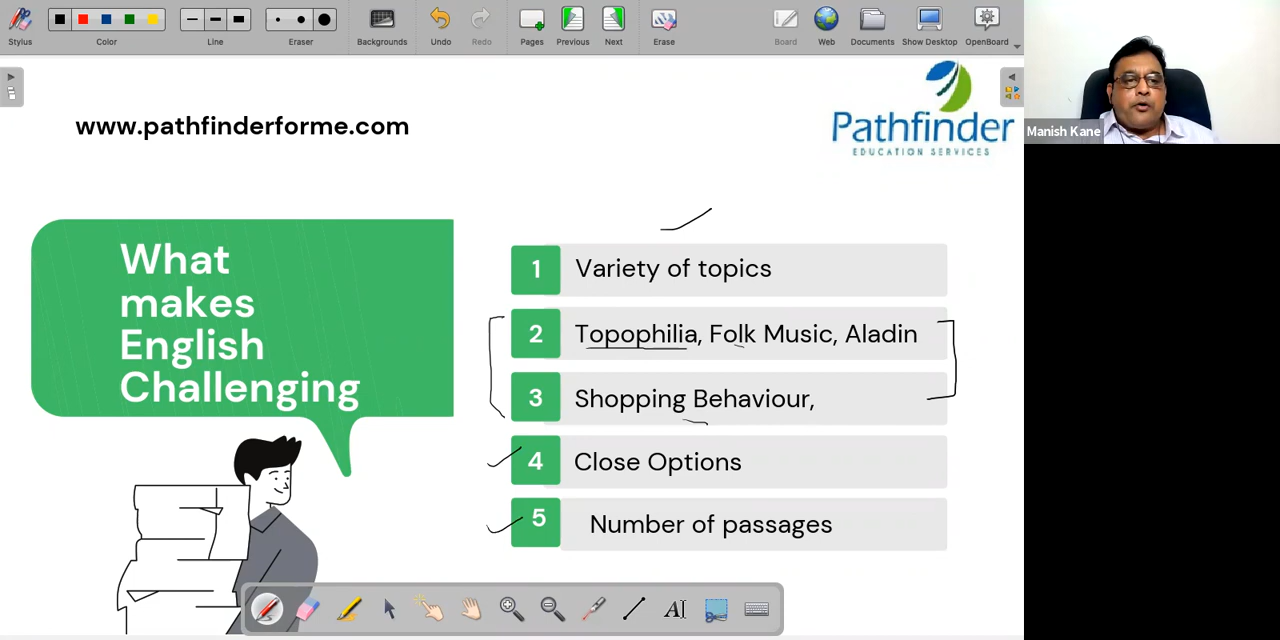 Stylus
Color
Line
Eraser
Backgrounds
Undo
Redo
Pages
Previous
Next
Erase
Board
Web
Documents
Show Desktop
OpenBoard
Manish Kane
www.pathfinderforme.com
Pathfinder
EDUCATION SERVICES
What
makes
English
Challenging
1 Variety of topics
2 Topophilia, Folk Music, Aladin
3 Shopping Behaviour,
4 Close Options
5 Number of passages
AI